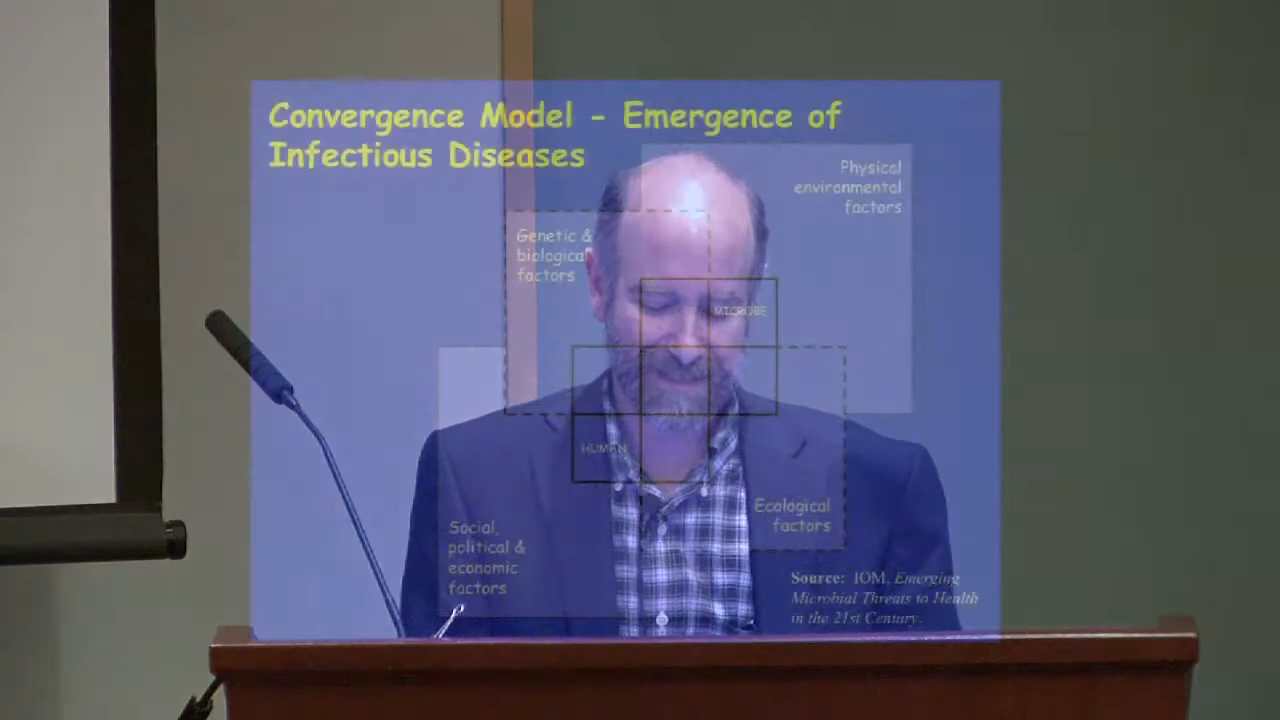 Convergence Model - Emergence of
Infectious Diseases
Physical
environmental
factors
Genetic &
biological
factors
MICROBE
HUMAN
Ecological
factors
Social,
political &
economic
factors
Source: IOM, Emerging
Microbial Threats to Health
in the 21st Century.